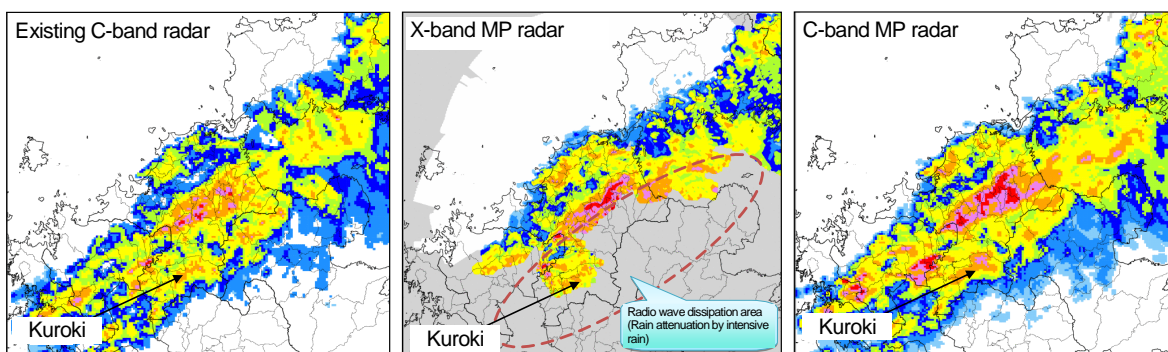 Existing C-band radar
Kuroki
X-band MP radar
Kuroki
Radio wave dissipation area
(Rain attenuation by intensive
rain)
C-band MP radar
Kuroki